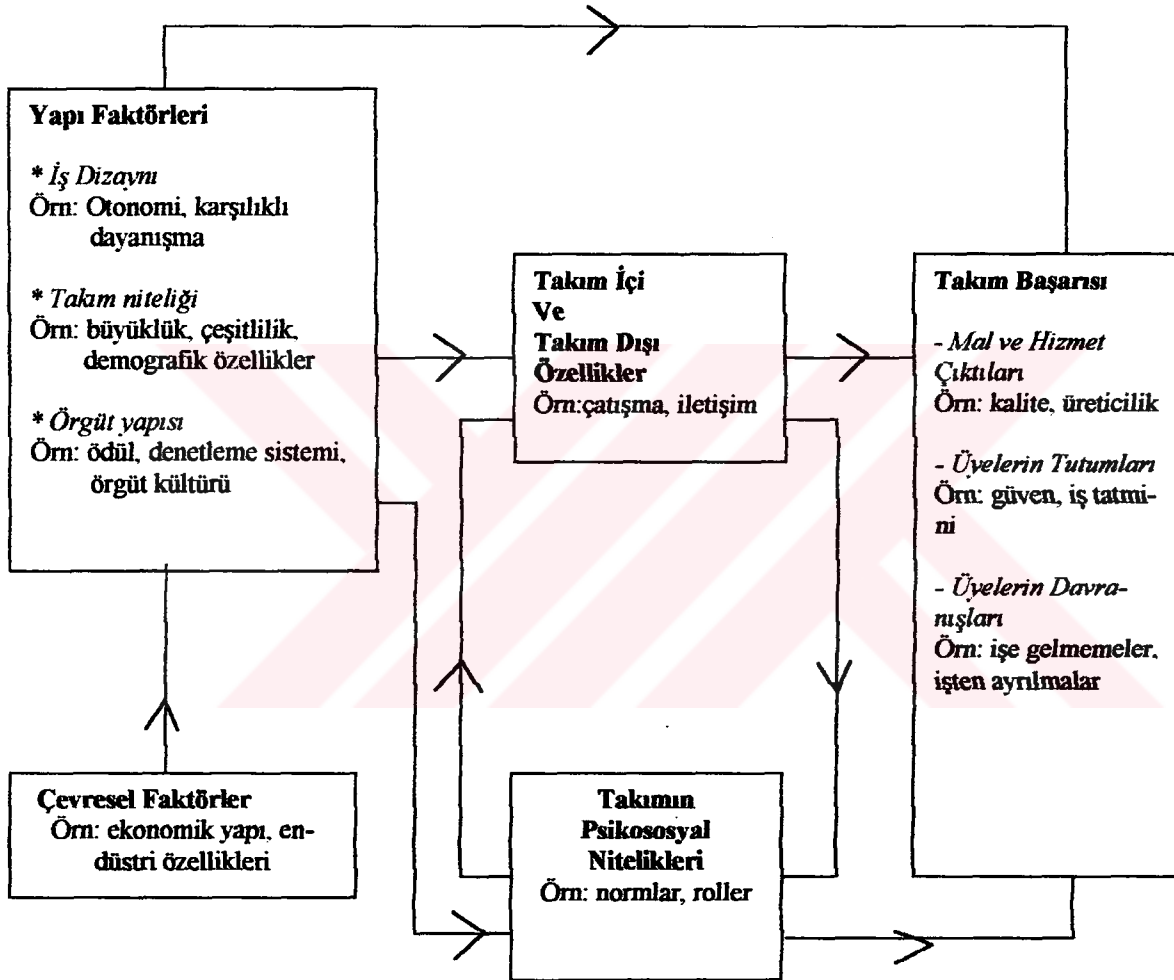 Yapı Faktörleri
* İş Dizaynı
Örn: Otonomi, karşılıklı
dayanışma
* Takım niteliği
Örn: büyüklük, çeşitlilik,
demografik özellikler
* Örgüt yapısı
Örn: ödül, denetleme sistemi,
örgüt kültürü
Çevresel Faktörler
Örn: ekonomik yapı, en-
düstri özellikleri
Takım İçi
Ve
Takım Dışı
Özellikler
Örn:çatışma, iletişim
Takımın
Psikososyal
Nitelikleri
Örn: normlar, roller
Takım Başarısı
- Mal ve Hizmet
Çıktıları
Örn: kalite, üreticilik
- Üyelerin Tutumları
Örn: güven, iş tatmi-
ni
- Üyelerin Davra-
nışları
Örn: işe gelmemeler,
işten ayrılmalar